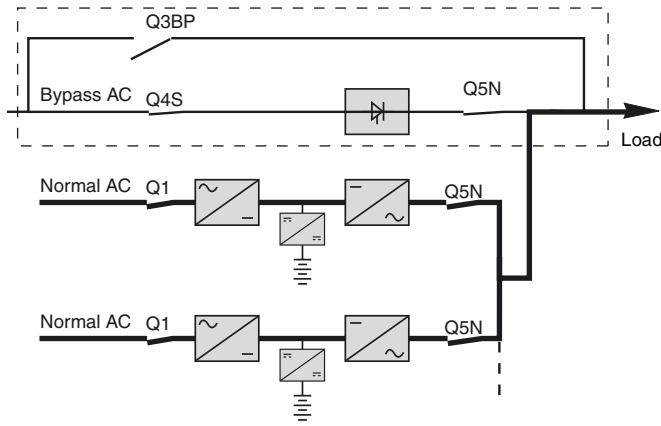 Q3BP
Bypass AC
Q4S
Q5N
Load
Normal AC
Q1
Q5N
Normal AC
Q1
Q5N